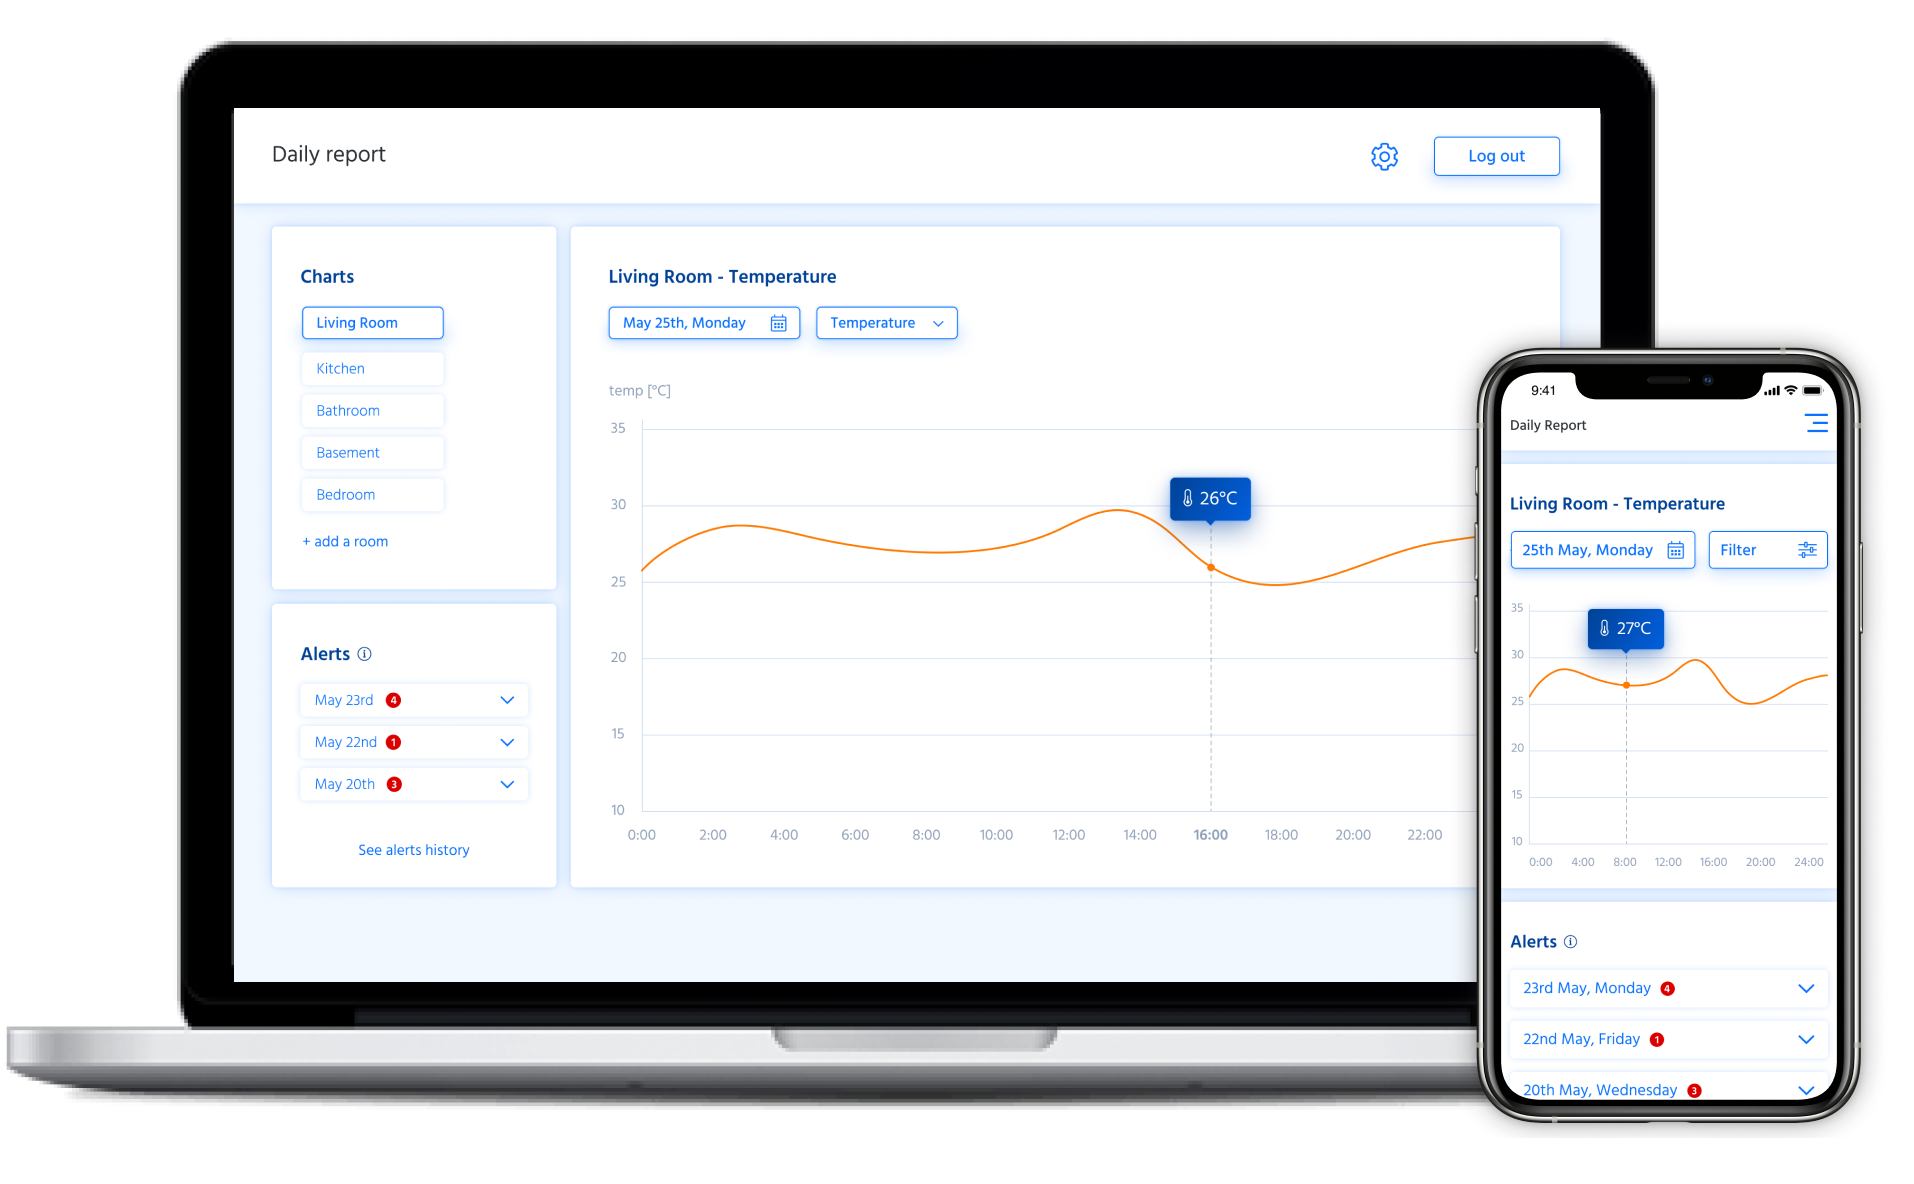 Daily report
Log out
Charts
Living Room
Kitchen
Bathroom
Basement
Bedroom
+ add a room
Alerts
May 23rd 4
May 22nd 1
May 20th 3
See alerts history
Living Room - Temperature
May 25th, Monday Temperature
temp [°C]
35
30
25
20
15
10
26°C
0:00 2:00 4:00 6:00 8:00 10:00 12:00 14:00 16:00 18:00 20:00 22:00
9:41
Daily Report
Living Room - Temperature
25th May, Monday Filter
35
30
25
20
15
10
27°C
0:00 4:00 8:00 12:00 16:00 20:00 24:00
Alerts
23rd May, Monday 4
22nd May, Friday 1
20th May, Wednesday 3